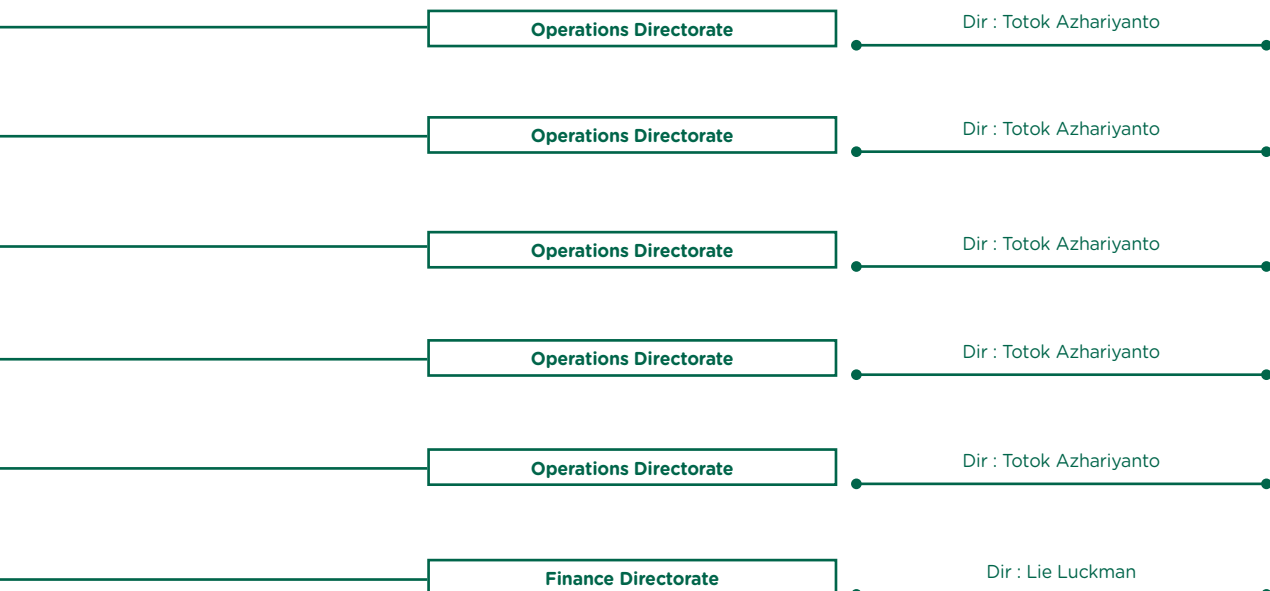 Operations Directorate
Dir : Totok Azhariyanto
Operations Directorate
Dir : Totok Azhariyanto
Operations Directorate
Dir : Totok Azhariyanto
Operations Directorate
Dir : Totok Azhariyanto
Operations Directorate
Dir : Totok Azhariyanto
Finance Directorate
Dir : Lie Luckman